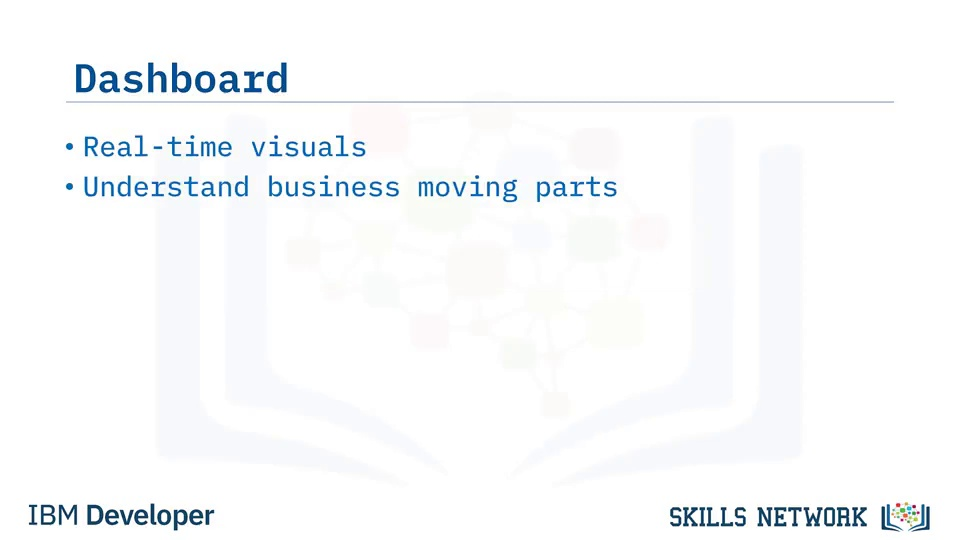 Dashboard
• Real-time visuals
• Understand business moving parts
IBM Developer
SKILLS NETWORK